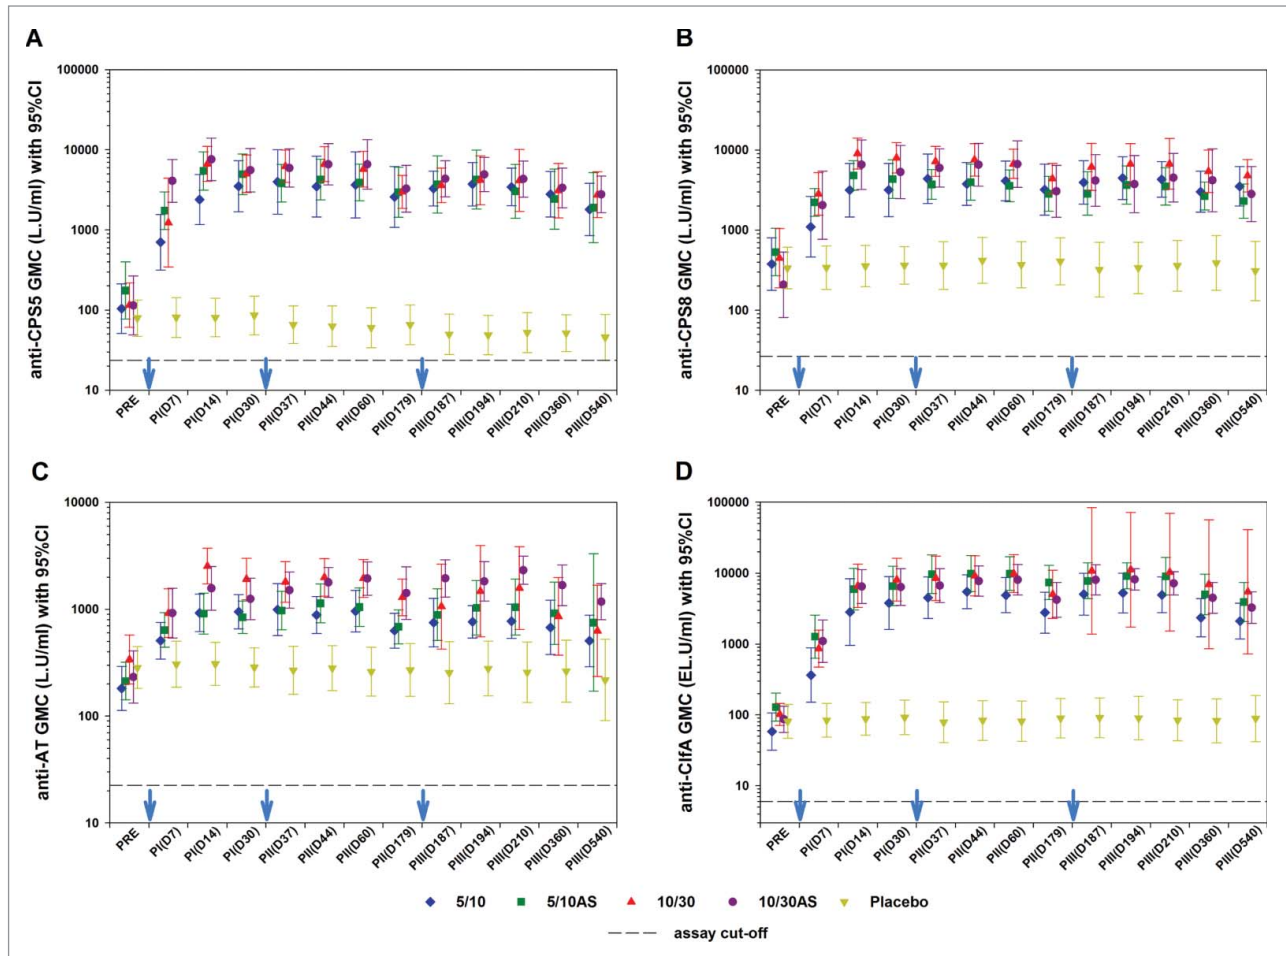 A
anti-CPS5 GMC (L.U/ml) with 95%CI
100000
10000
1000
100
10
PRE
PI(D7)
PI(D14)
PI(D30)
PII(D37)
PII(D44)
PII(D60)
PII(D179)
PIII(D187)
PIII(D194)
PIII(D210)
PIII(D360)
PIII(D540)
B
anti-CPS8 GMC (L.U/ml) with 95%CI
100000
10000
1000
100
10
PRE
PI(D7)
PI(D14)
PI(D30)
PII(D37)
PII(D44)
PII(D60)
PII(D179)
PIII(D187)
PIII(D194)
PIII(D210)
PIII(D360)
PIII(D540)
C
anti-AT GMC (L.U/ml) with 95%CI
10000
1000
100
10
PRE
PI(D7)
PI(D14)
PI(D30)
PII(D37)
PII(D44)
PII(D60)
PII(D179)
PIII(D187)
PIII(D194)
PIII(D210)
PIII(D360)
PIII(D540)
D
anti-ClfA GMC (EL.U/ml) with 95%CI
100000
10000
1000
100
10
PRE
PI(D7)
PI(D14)
PI(D30)
PII(D37)
PII(D44)
PII(D60)
PII(D179)
PIII(D187)
PIII(D194)
PIII(D210)
PIII(D360)
PIII(D540)
5/10 5/10AS 10/30 10/30AS Placebo
assay cut-off